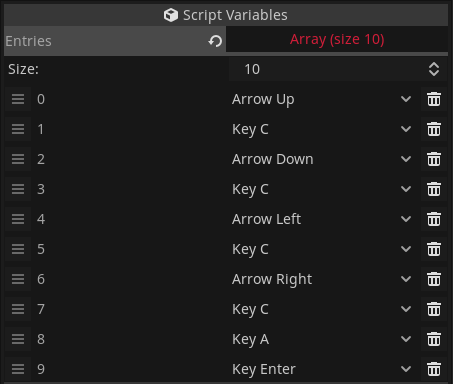 Script Variables
Entries Array (size 10)
Size: 10
0 Arrow Up
1 Key C
2 Arrow Down
3 Key C
4 Arrow Left
5 Key C
6 Arrow Right
7 Key C
8 Key A
9 Key Enter